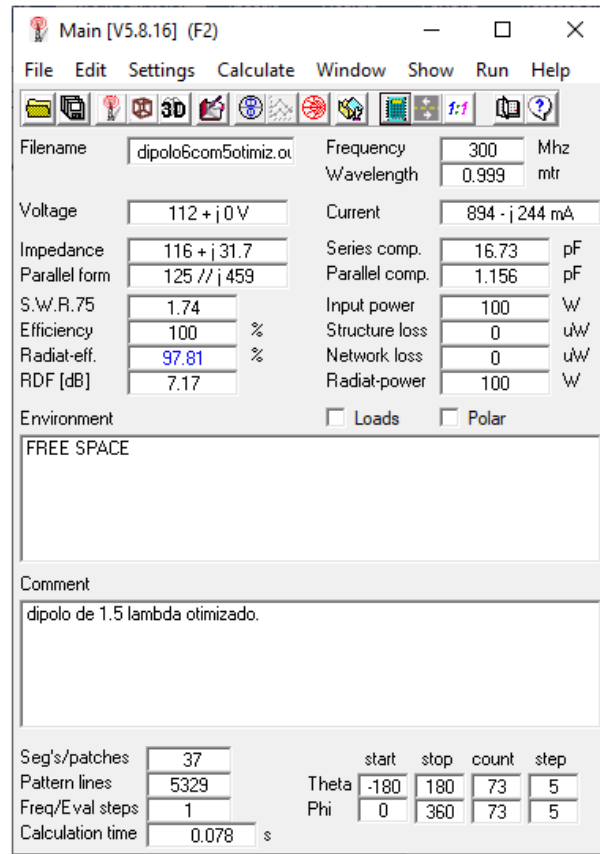 Main [V5.8.16] (F2)
File Edit Settings Calculate Window Show Run Help
3D 1:1
Filename dipolo6com5otimiz.ou Frequency 300 Mhz
Wavelength 0.999 mtr
Voltage 112 + j 0 V Current 894 - j 244 mA
Impedance 116 + j 31.7 Series comp. 16.73 pF
Parallel form 125 // j 459 Parallel comp. 1.156 pF
S.W.R.75 1.74 Input power 100 W
Efficiency 100 % Structure loss 0 uW
Radiat-eff. 97.81 % Network loss 0 uW
RDF [dB] 7.17 Radiat-power 100 W
Environment Loads Polar
FREE SPACE
Comment
dipolo de 1.5 lambda otimizado.
Seg's/patches 37 start stop count step
Pattern lines 5329 Theta -180 180 73 5
Freq/Eval steps 1 Phi 0 360 73 5
Calculation time 0.078 s